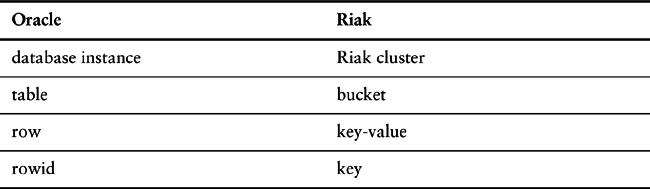 Oracle Riak
database instance Riak cluster
table bucket
row key-value
rowid key